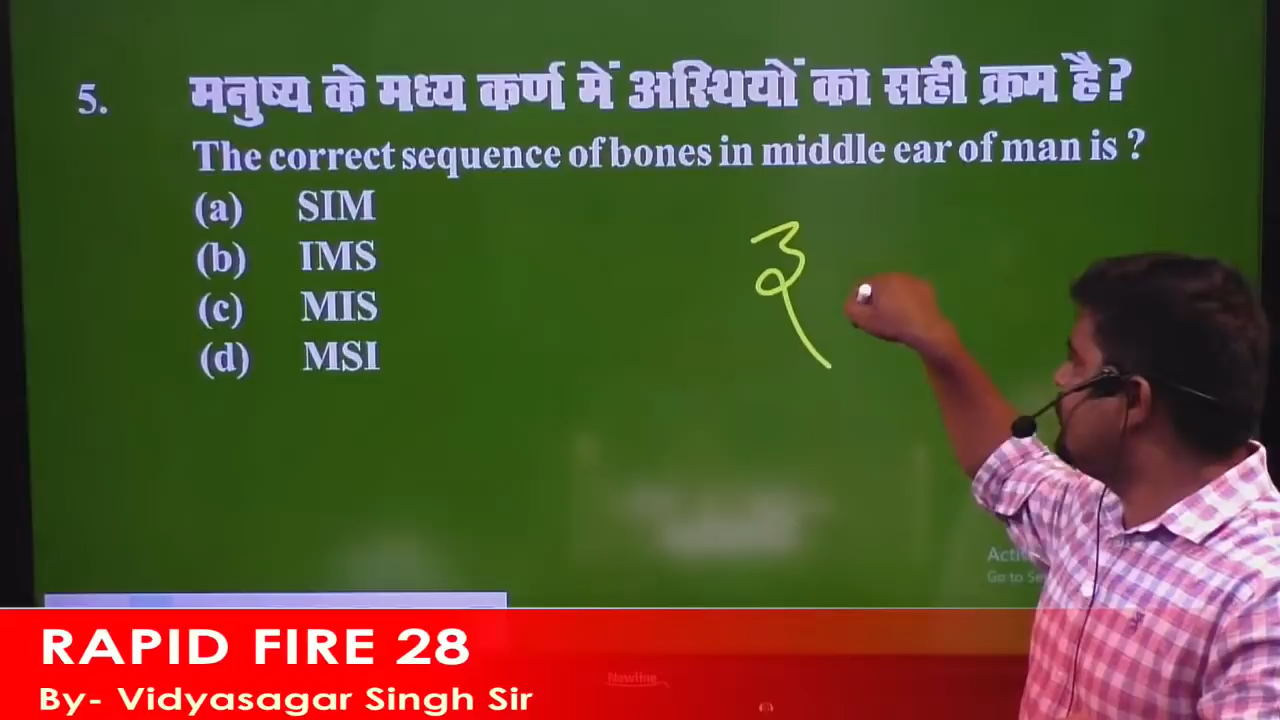 5. मनुष्य के मध्य कर्ण में अस्थियों का सही क्रम है?
The correct sequence of bones in middle ear of man is ?
(a) SIM
(b) IMS
(c) MIS
(d) MSI
Newline
RAPID FIRE 28
By- Vidyasagar Singh Sir